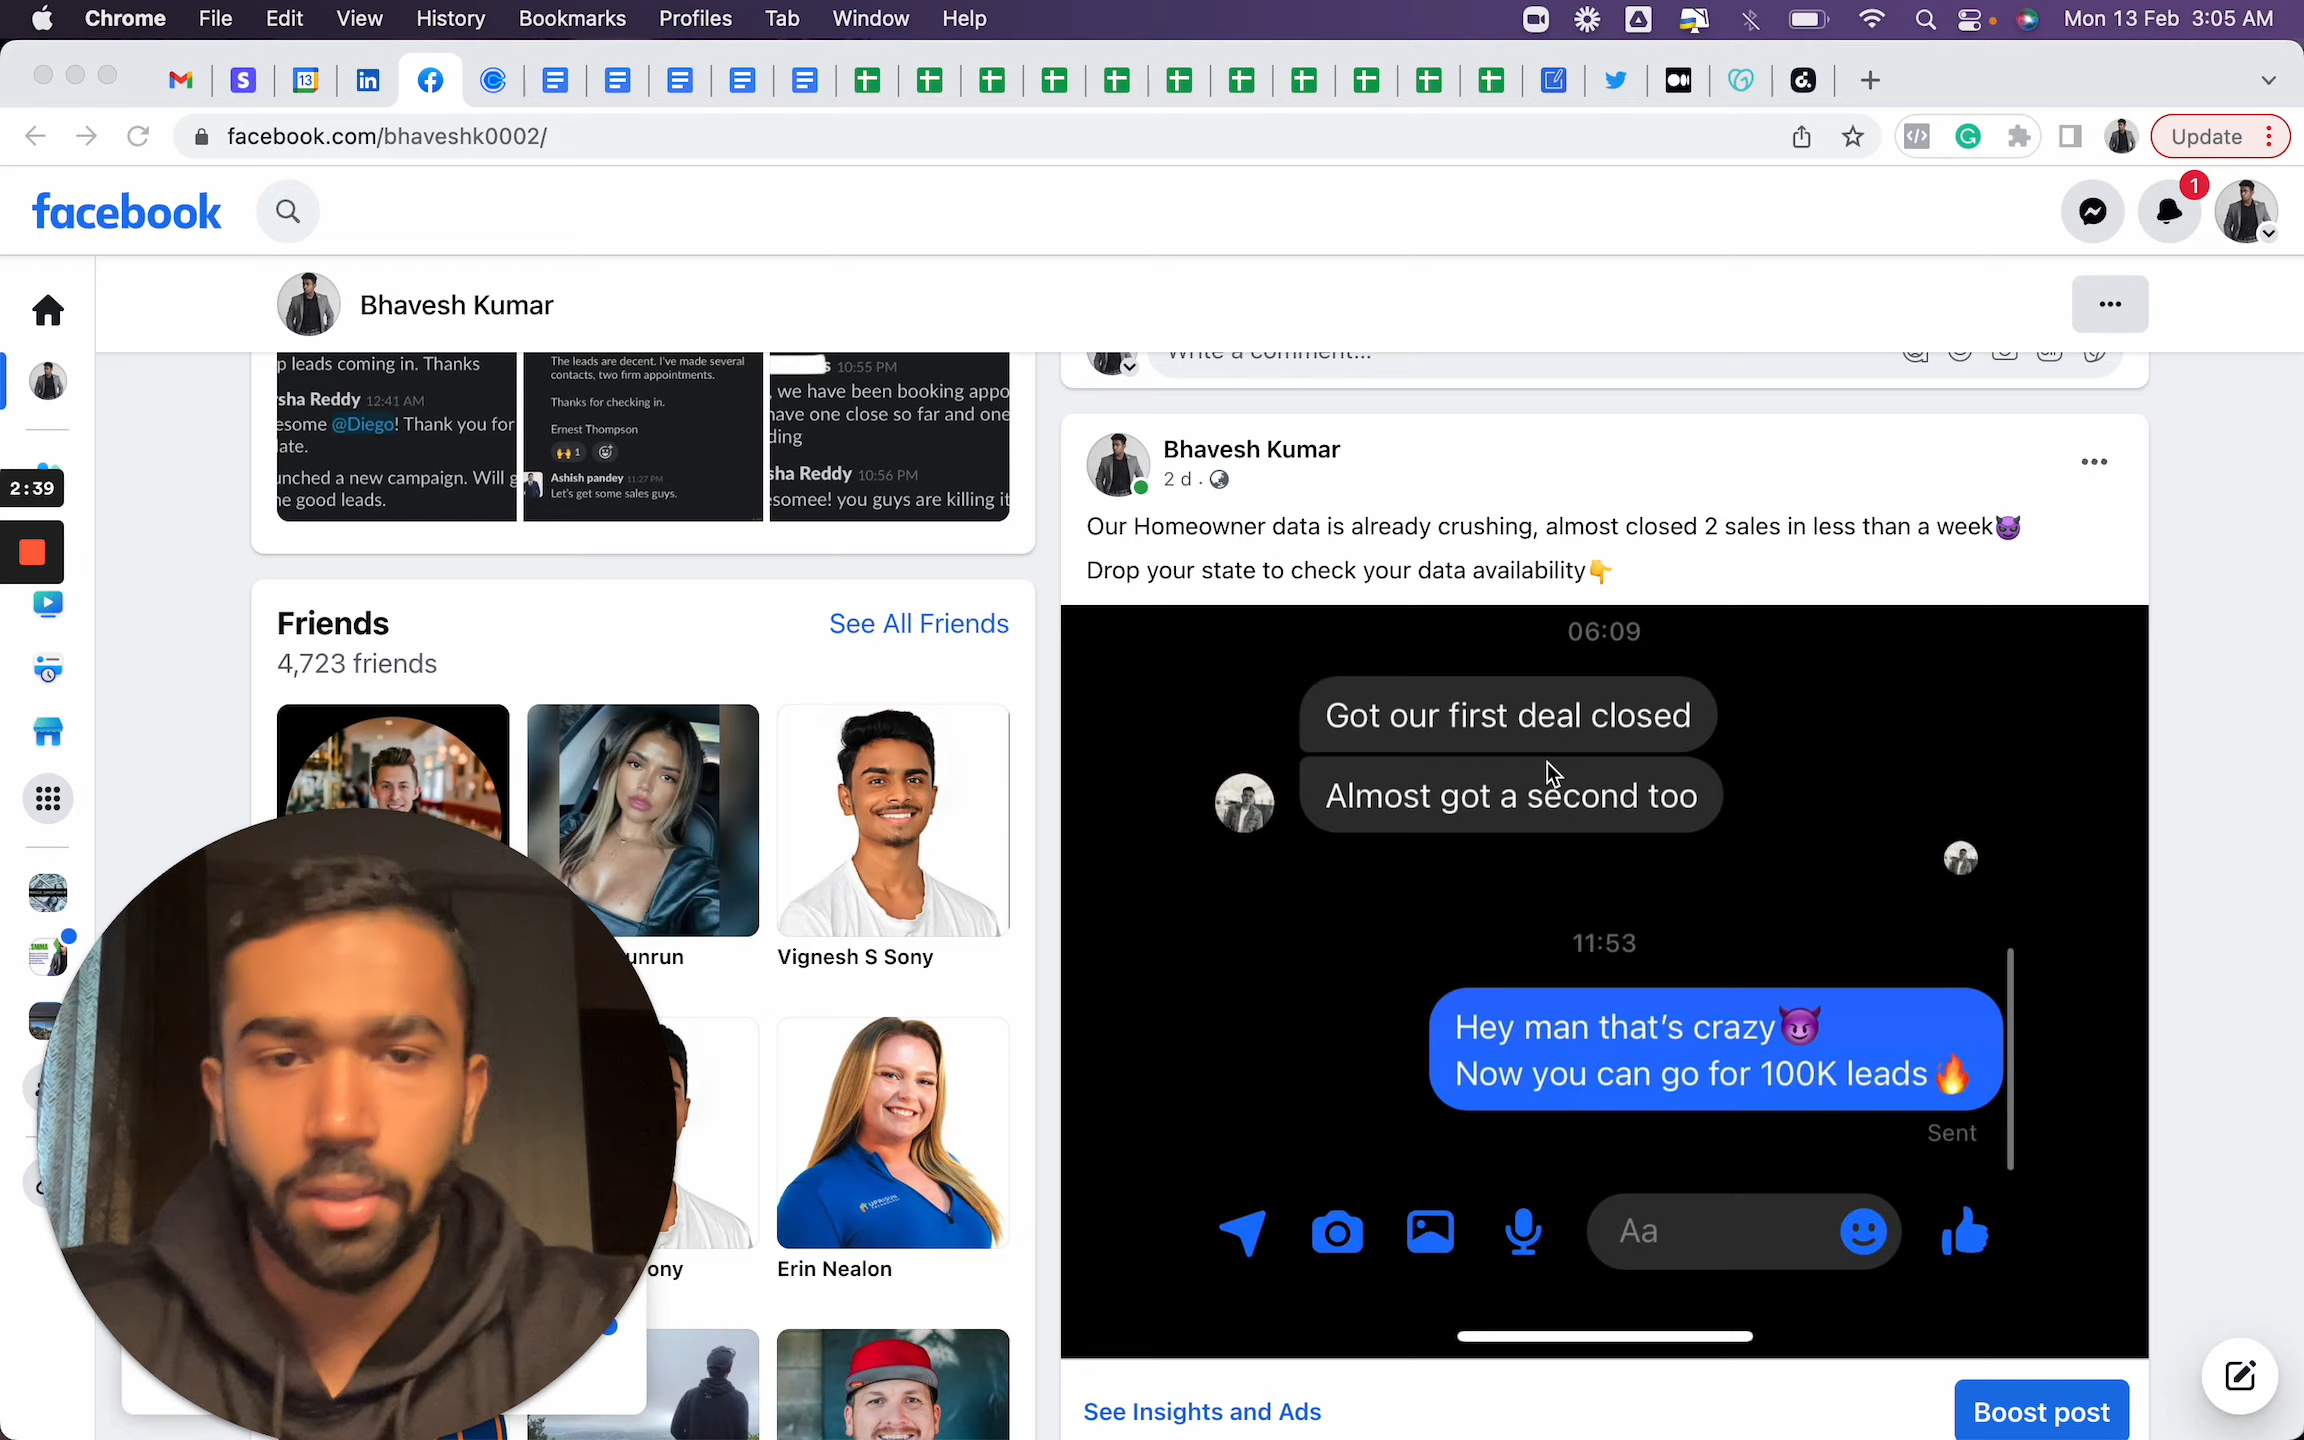 Chrome File Edit View History Bookmarks Profiles Tab Window Help
Mon 13 Feb 3:05 AM
facebook.com/bhaveshk0002/
Update
facebook
1
Bhavesh Kumar
p leads coming in. Thanks
sha Reddy 12:41 AM
esome @Diego! Thank you for
late.
unched a new campaign. Will g
ne good leads.
The leads are decent. I've made several
contacts, two firm appointments.
Thanks for checking in.
Ernest Thompson
1
Ashish pandey 11:27 PM
Let's get some sales guys.
s 10:55 PM
, we have been booking appo
have one close so far and one
ding
sha Reddy 10:56 PM
somee! you guys are killing it
2:39
Friends
See All Friends
4,723 friends
unrun
Vignesh S Sony
ony
Erin Nealon
Write a comment...
Bhavesh Kumar
2 d ·
Our Homeowner data is already crushing, almost closed 2 sales in less than a week😈
Drop your state to check your data availability👇
06:09
Got our first deal closed
Almost got a second too
11:53
Hey man that's crazy😈
Now you can go for 100K leads🔥
Sent
Aa
See Insights and Ads
Boost post